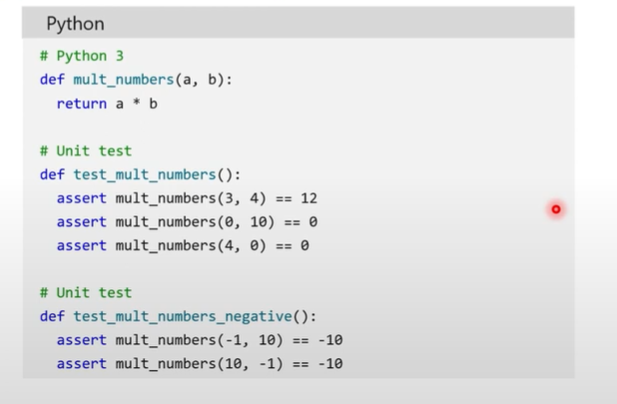 Python
# Python 3
def mult_numbers(a, b):
  return a * b
# Unit test
def test_mult_numbers():
  assert mult_numbers(3, 4) == 12
  assert mult_numbers(0, 10) == 0
  assert mult_numbers(4, 0) == 0
# Unit test
def test_mult_numbers_negative():
  assert mult_numbers(-1, 10) == -10
  assert mult_numbers(10, -1) == -10